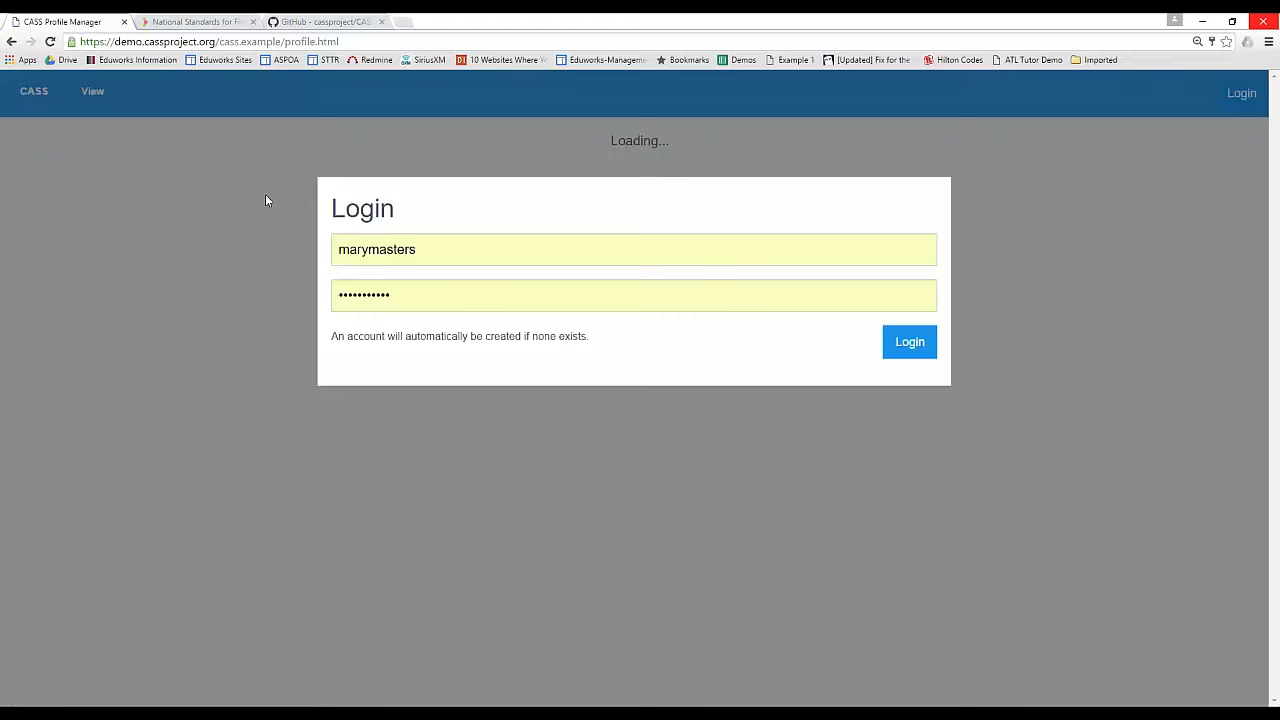 CASS Profile Manager
National Standards for Fi
GitHub - cassproject/CAS
https://demo.cassproject.org/cass.example/profile.html
Apps Drive Eduworks Information Eduworks Sites ASPOA STTR Redmine SiriusXM 10 Websites Where Y Eduworks-Manageme Bookmarks Demos Example 1 [Updated] Fix for the Hilton Codes ATL Tutor Demo Imported
CASS View Login
Loading...
Login
marymasters
•••••••••••
An account will automatically be created if none exists.
Login